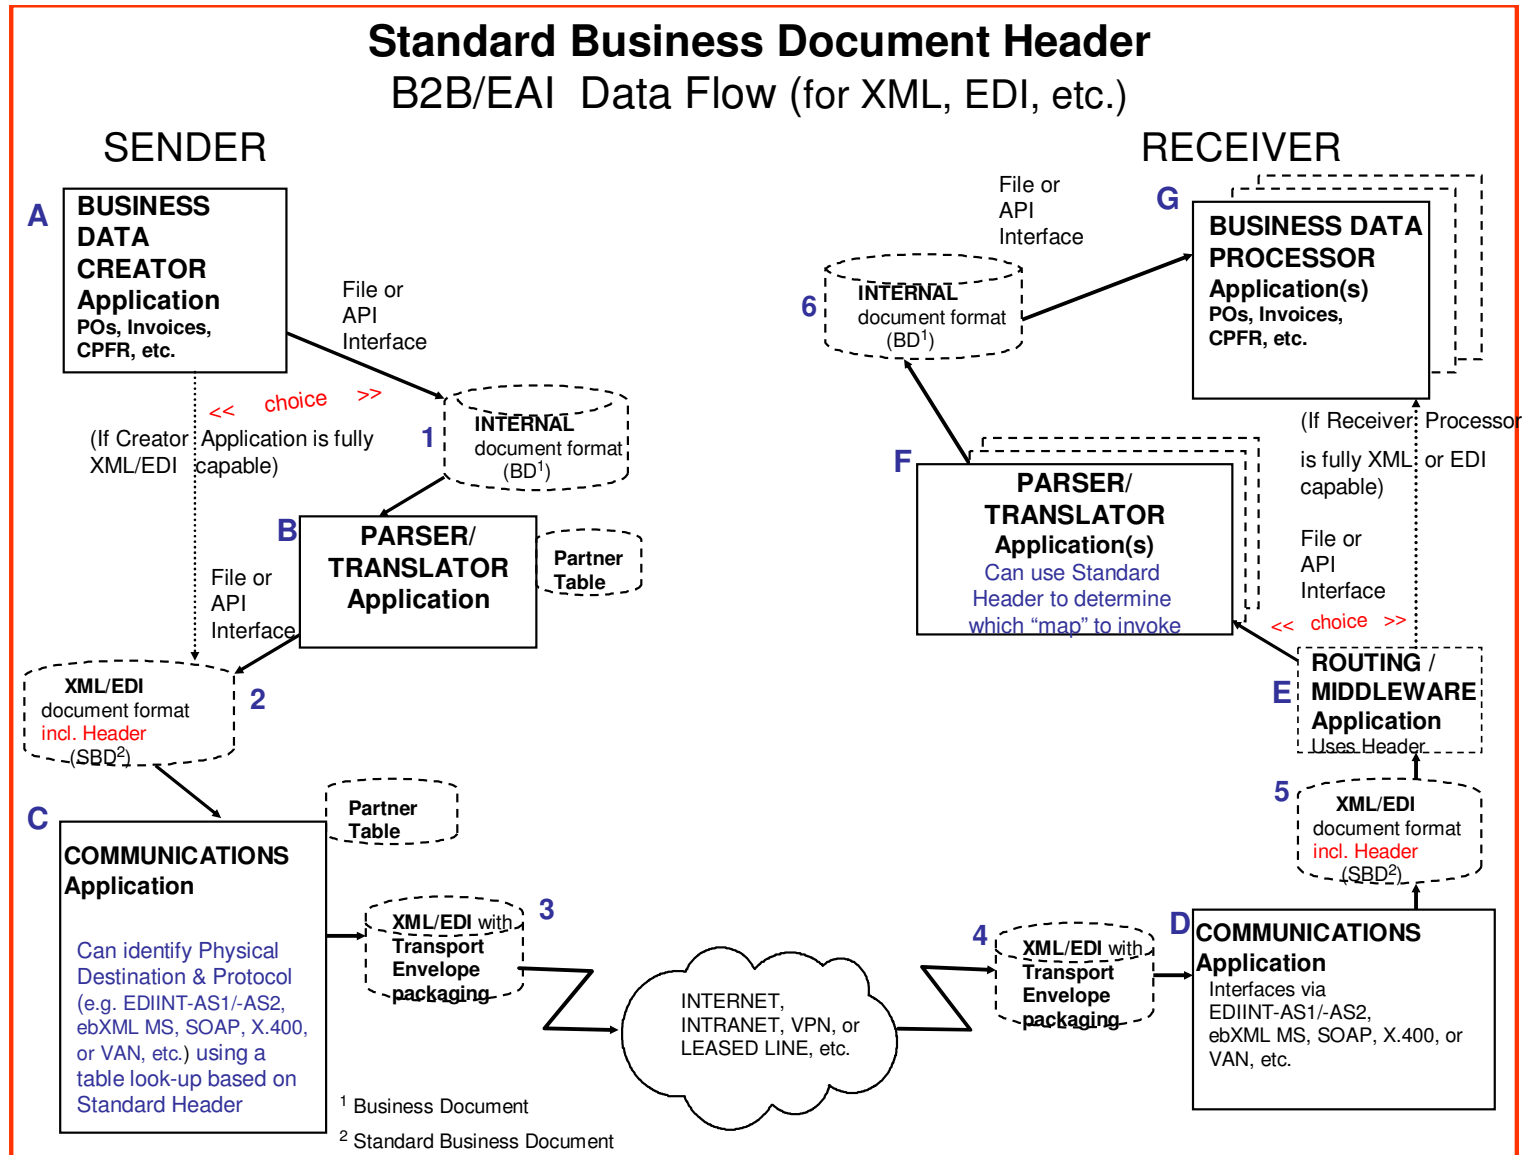 Standard Business Document Header
B2B/EAI Data Flow (for XML, EDI, etc.)
SENDER
A
BUSINESS
DATA
CREATOR
Application
POs, Invoices,
CPFR, etc.
File or
API
Interface
<< choice >>
(If Creator Application is fully
XML/EDI capable)
1
INTERNAL
document format
(BD1)
B
PARSER/
TRANSLATOR
Application
Partner
Table
File or
API
Interface
2
XML/EDI
document format
incl. Header
(SBD2)
C
Partner
Table
COMMUNICATIONS
Application
Can identify Physical
Destination & Protocol
(e.g. EDIINT-AS1/-AS2,
ebXML MS, SOAP, X.400,
or VAN, etc.) using a
table look-up based on
Standard Header
3
XML/EDI with
Transport
Envelope
packaging
1 Business Document
2 Standard Business Document
INTERNET,
INTRANET, VPN, or
LEASED LINE, etc.
4
XML/EDI with
Transport
Envelope
packaging
D
COMMUNICATIONS
Application
Interfaces via
EDIINT-AS1/-AS2,
ebXML MS, SOAP, X.400, or
VAN, etc.
5
XML/EDI
document format
incl. Header
(SBD2)
E
ROUTING /
MIDDLEWARE
Application
Uses Header
<< choice >>
File or
API
Interface
(If Receiver Processor
is fully XML or EDI
capable)
F
PARSER/
TRANSLATOR
Application(s)
Can use Standard
Header to determine
which “map” to invoke
6
INTERNAL
document format
(BD1)
File or
API
Interface
RECEIVER
G
BUSINESS DATA
PROCESSOR
Application(s)
POs, Invoices,
CPFR, etc.